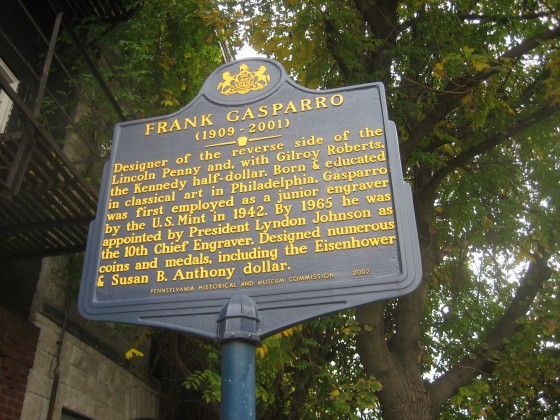 FRANK GASPARRO
(1909-2001)
Designer of the reverse side of the
Lincoln Penny and, with Gilroy Roberts,
the Kennedy half-dollar. Born & educated
in classical art in Philadelphia, Gasparro
was first employed as a junior engraver
by the U.S. Mint in 1942. By 1965 he was
appointed by President Lyndon Johnson as
the 10th Chief Engraver. Designed numerous
coins and medals, including the Eisenhower
& Susan B. Anthony dollar.
PENNSYLVANIA HISTORICAL AND MUSEUM COMMISSION 2002